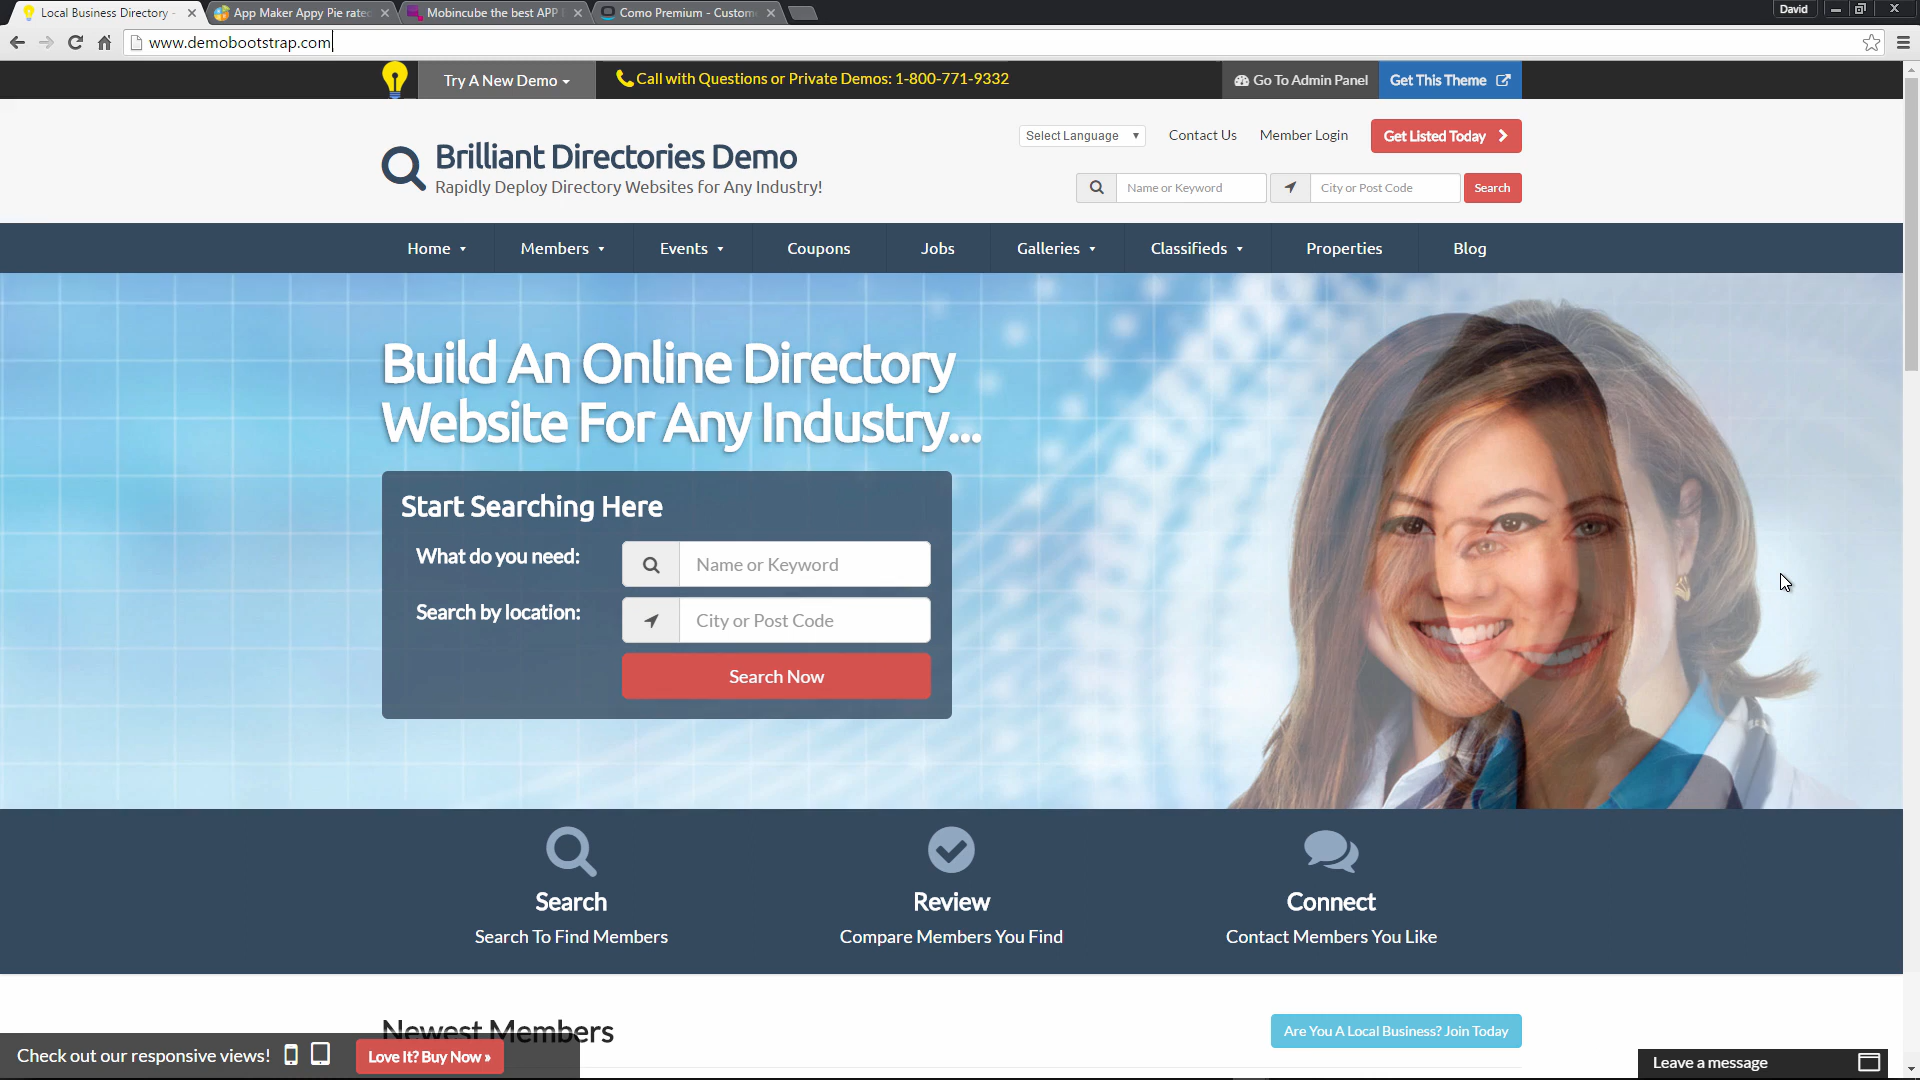 Local Business Directory -
App Maker Appy Pie rated
Mobincube the best APP
Como Premium - Custome
David
www.demobootstrap.com
Try A New Demo
Call with Questions or Private Demos: 1-800-771-9332
Go To Admin Panel
Get This Theme
Select Language
Contact Us
Member Login
Get Listed Today
Brilliant Directories Demo
Rapidly Deploy Directory Websites for Any Industry!
Name or Keyword
City or Post Code
Search
Home
Members
Events
Coupons
Jobs
Galleries
Classifieds
Properties
Blog
Build An Online Directory
Website For Any Industry...
Start Searching Here
What do you need:
Name or Keyword
Search by location:
City or Post Code
Search Now
Search
Review
Connect
Search To Find Members
Compare Members You Find
Contact Members You Like
Newest Members
Are You A Local Business? Join Today
Check out our responsive views!
Love It? Buy Now »
Leave a message